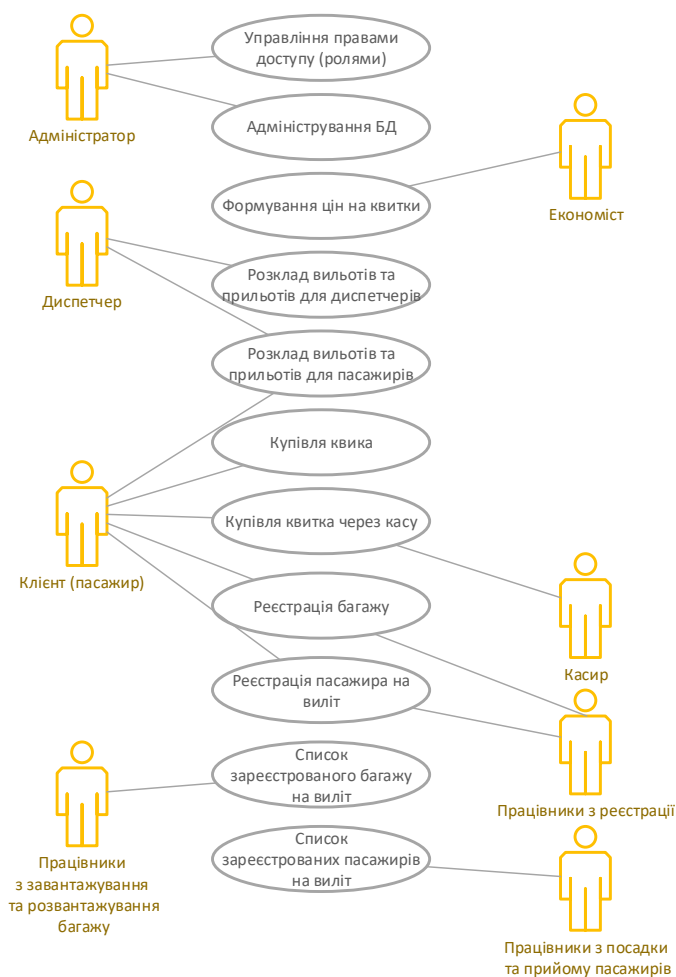 Управління правами
доступу (ролями)
Адміністратор
Адміністрування БД
Формування цін на квитки
Економіст
Розклад вильотів та
прильотів для диспетчерів
Диспетчер
Розклад вильотів та
прильотів для пасажирів
Купівля квика
Купівля квитка через касу
Клієнт (пасажир)
Реєстрація багажу
Касир
Реєстрація пасажира на
виліт
Список
зареєстрованого багажу
на виліт
Працівники з реєстрації
Список
зареєстрованих пасажирів
на виліт
Працівники
з завантажування
та розвантажування
багажу
Працівники з посадки
та прийому пасажирів